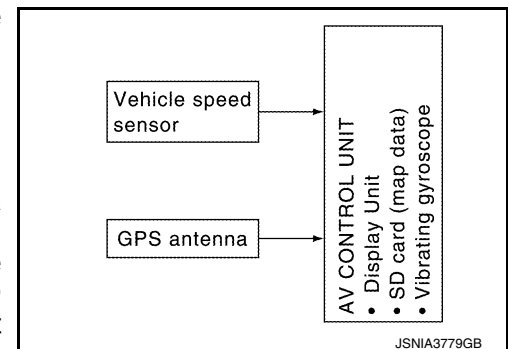 Vehicle speed
sensor
GPS antenna
AV CONTROL UNIT
• Display Unit
• SD card (map data)
• Vibrating gyroscope
JSNIA3779GB